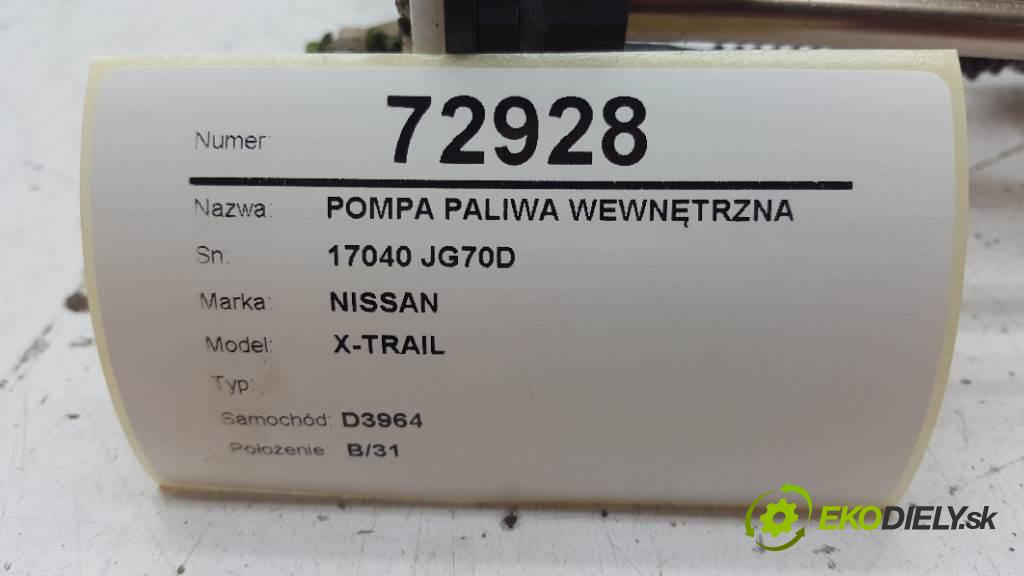 Numer: 72928
Nazwa: POMPA PALIWA WEWNĘTRZNA
Sn: 17040 JG70D
Marka: NISSAN
Model: X-TRAIL
Typ:
Samochód: D3964
Położenie B/31
EKODIELY.sk